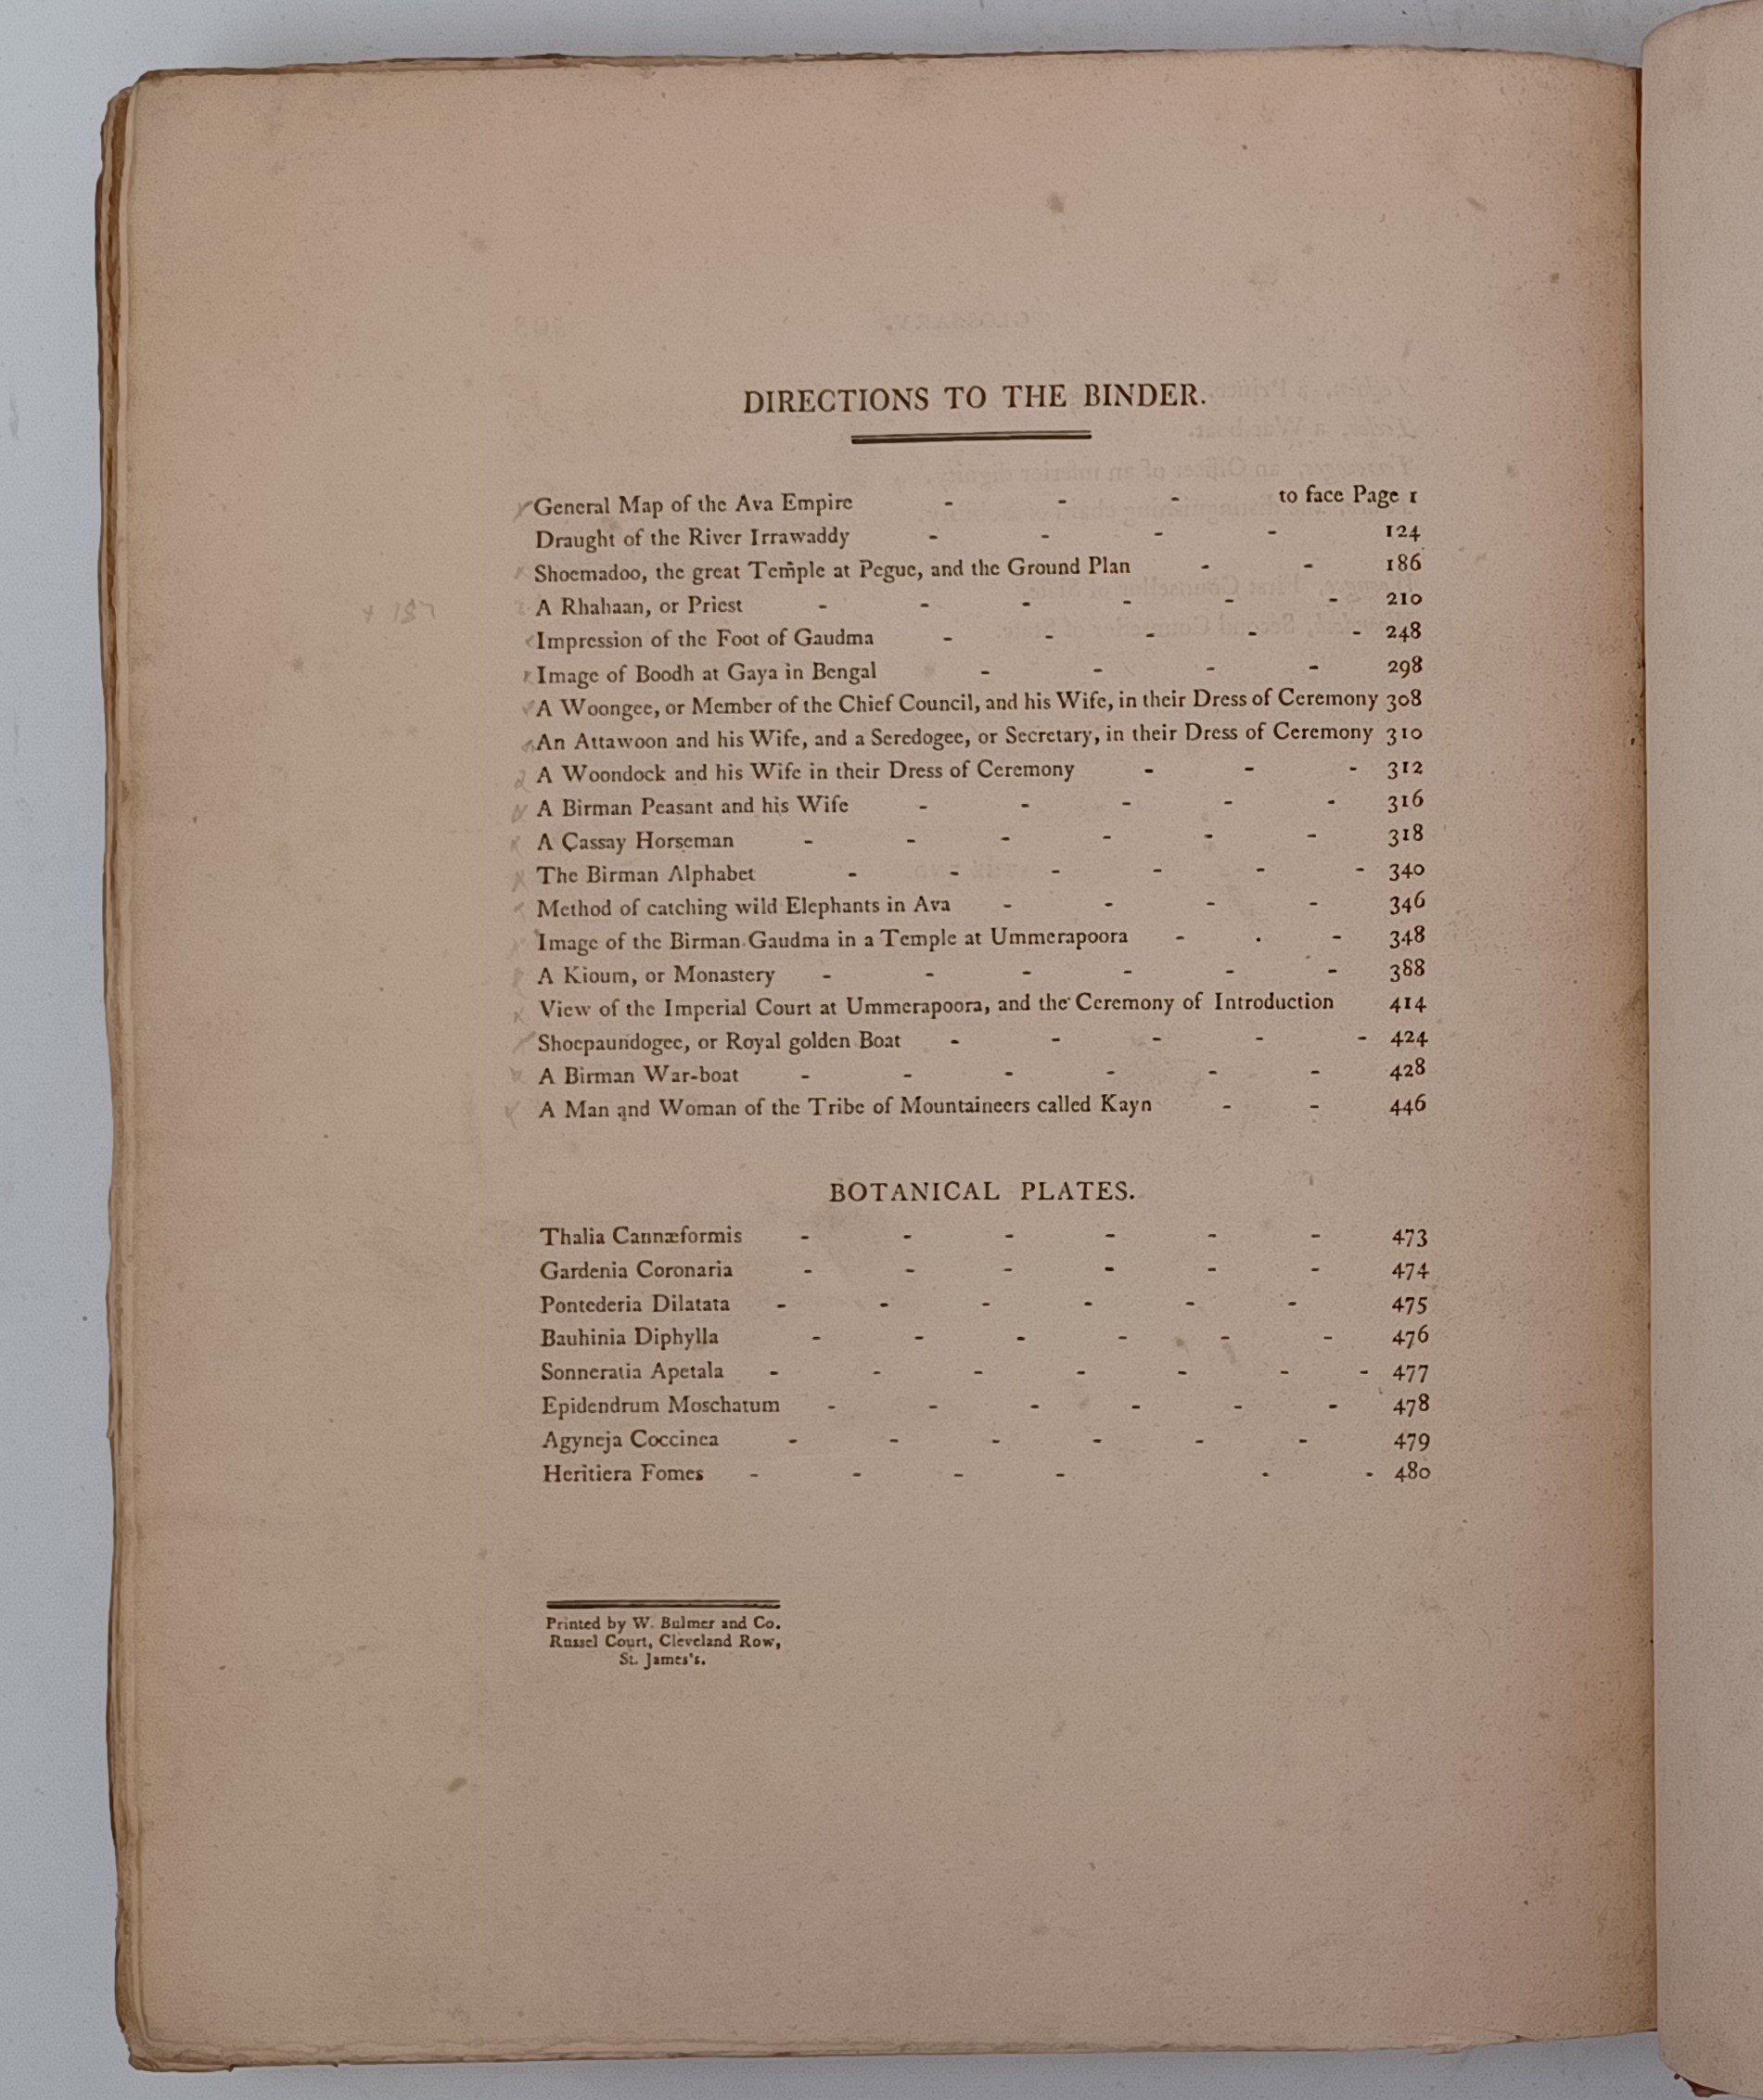 DIRECTIONS TO THE BINDER.
General Map of the Ava Empire - - - to face Page 1
Draught of the River Irrawaddy - - - - 124
Shoemadoo, the great Temple at Pegue, and the Ground Plan - - 186
+ 187
A Rhahaan, or Priest - - - - - - 210
Impression of the Foot of Gaudma - - - - - 248
Image of Boodh at Gaya in Bengal - - - - 298
A Woongee, or Member of the Chief Council, and his Wife, in their Dress of Ceremony 308
An Attawoon and his Wife, and a Seredogee, or Secretary, in their Dress of Ceremony 310
A Woondock and his Wife in their Dress of Ceremony - - - 312
A Birman Peasant and his Wife - - - - - 316
A Cassay Horseman - - - - - - 318
The Birman Alphabet - - - - - - 340
Method of catching wild Elephants in Ava - - - - 346
Image of the Birman Gaudma in a Temple at Ummerapoora - . - 348
A Kioum, or Monastery - - - - - - 388
View of the Imperial Court at Ummerapoora, and the Ceremony of Introduction 414
Shoepaundogee, or Royal golden Boat - - - - - 424
A Birman War-boat - - - - - - 428
A Man and Woman of the Tribe of Mountaineers called Kayn - - 446
BOTANICAL PLATES.
Thalia Cannæformis - - - - - - 473
Gardenia Coronaria - - - - - - 474
Pontederia Dilatata - - - - - - 475
Bauhinia Diphylla - - - - - - 476
Sonneratia Apetala - - - - - - - 477
Epidendrum Moschatum - - - - - - 478
Agyneja Coccinea - - - - - - 479
Heritiera Fomes - - - - - - 480
Printed by W. Bulmer and Co.
Russel Court, Cleveland Row,
St. James's.